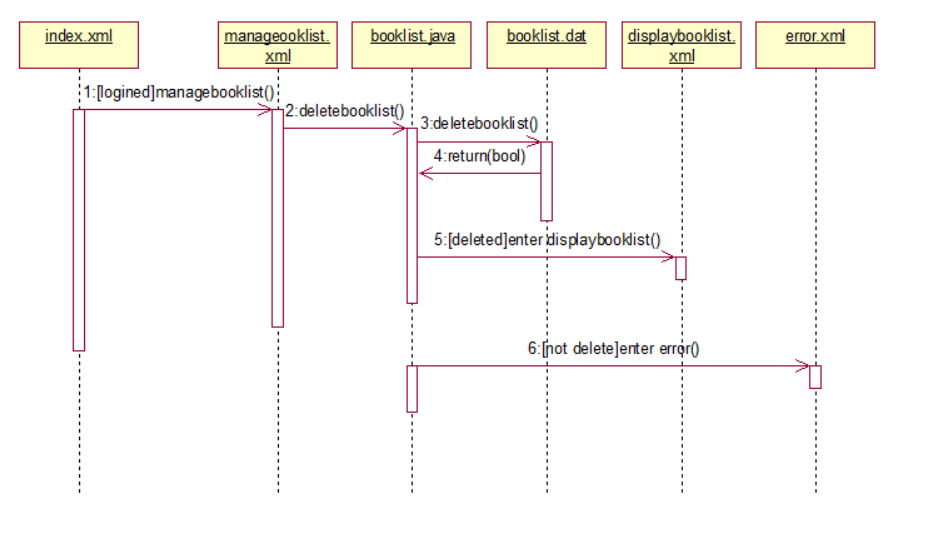 index.xml
manageooklist.
xml
booklist.java
booklist.dat
displaybooklist.
xml
error.xml
1:[logined]managebooklist()
2:deletebooklist()
3:deletebooklist()
4:return(bool)
5:[deleted]enter displaybooklist()
6:[not delete]enter error()